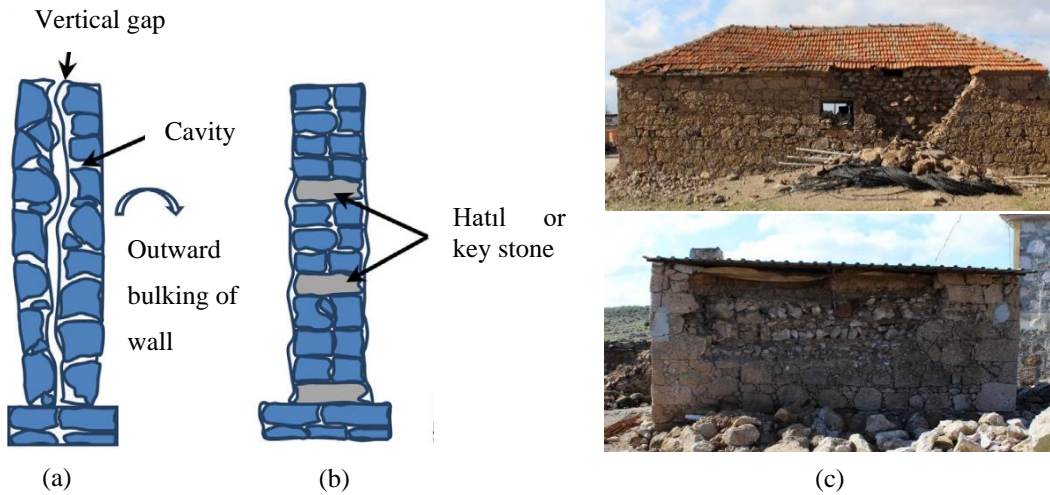 Vertical gap
Cavity
Outward
bulking of
wall
Hatıl or
key stone
(a)
(b)
(c)